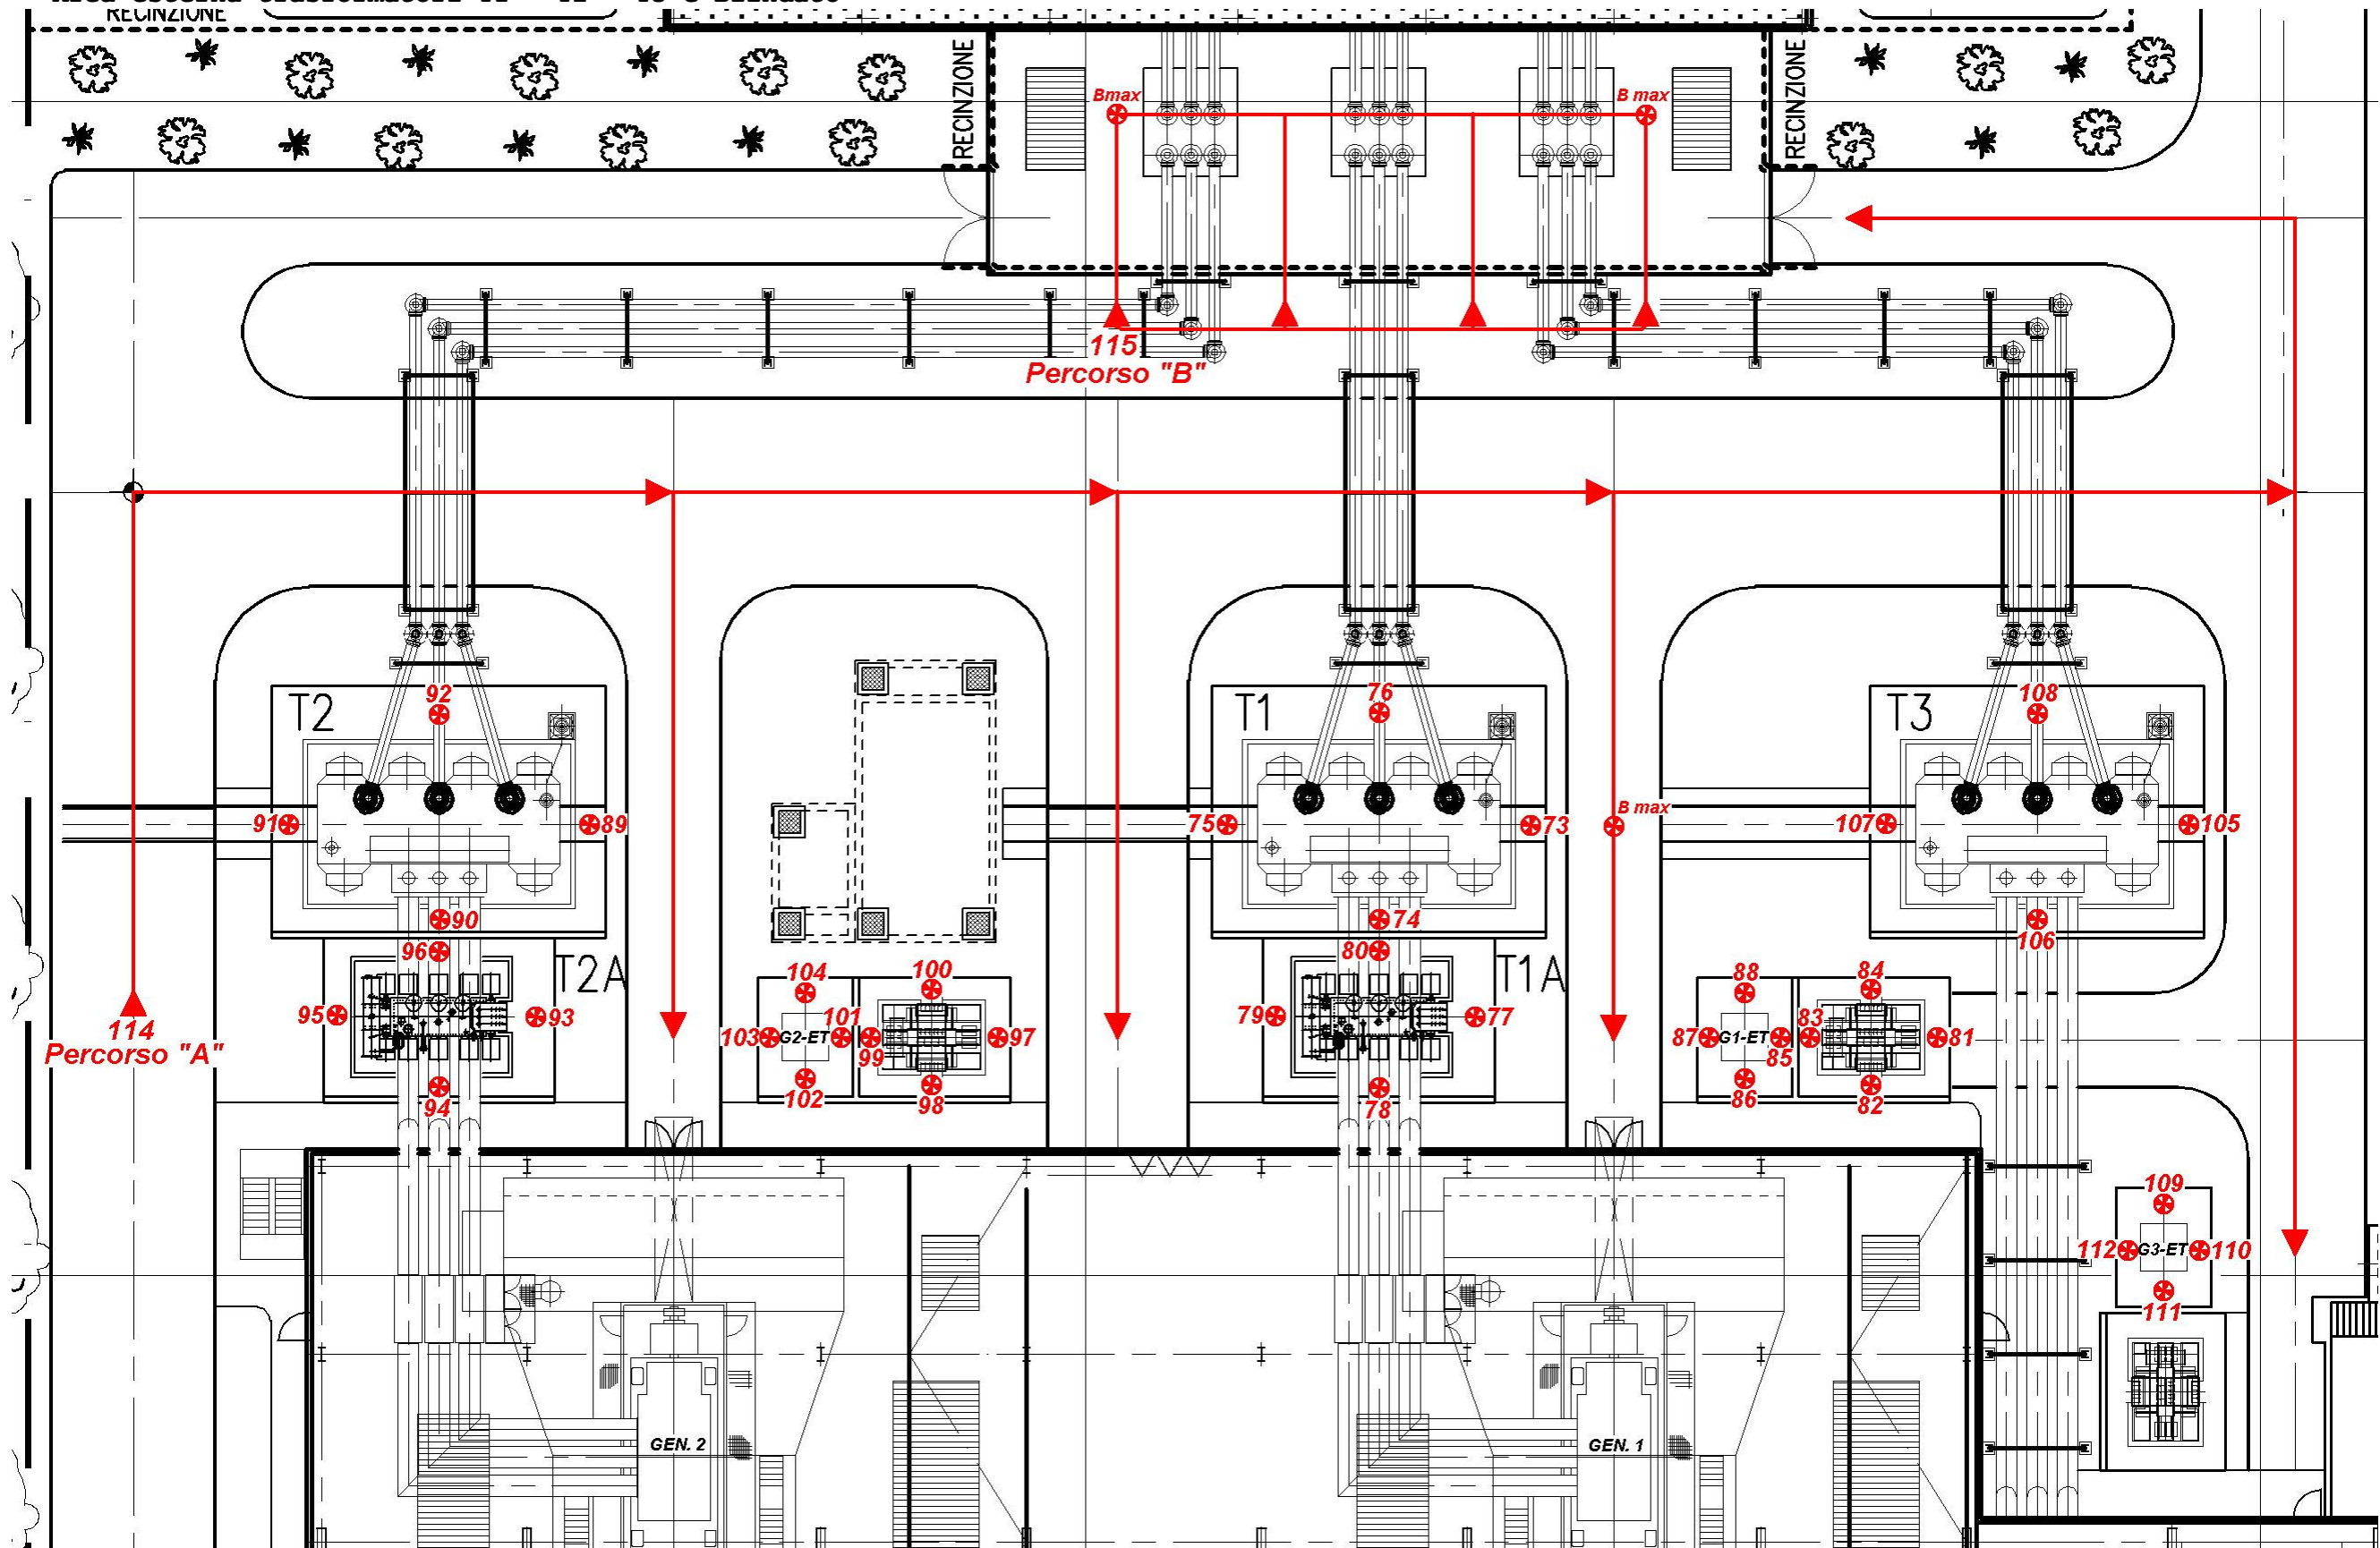 RECINZIONE
RECINZIONE
RECINZIONE
Bmax
B max
115
Percorso "B"
T2
92
T1
76
T3
108
B max
91
89
75
73
107
105
90
74
106
96
80
T2A
T1A
104
100
88
84
95
93
103
G2-ET
101
99
97
79
77
87
G1-ET
85
83
81
114
Percorso "A"
94
102
98
78
86
82
109
112
G3-ET
110
111
GEN. 2
GEN. 1